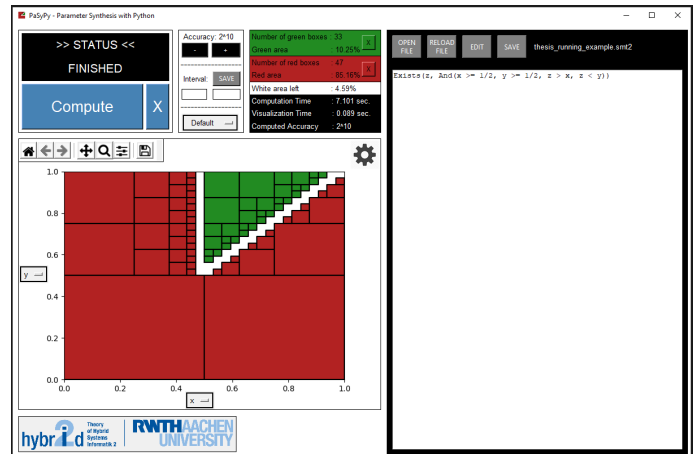 PaSyPy - Parameter Synthesis with Python
>> STATUS <<
FINISHED
Compute
X
Accuracy: 2^10
-
+
Interval:
SAVE
Default
Number of green boxes : 33
Green area : 10.25%
X
Number of red boxes : 47
Red area : 85.16%
X
White area left : 4.59%
Computation Time : 7.101 sec.
Visualization Time : 0.089 sec.
Computed Accuracy : 2^10
OPEN FILE
RELOAD FILE
EDIT
SAVE
thesis_running_example.smt2
Exists(z, And(x >= 1/2, y >= 1/2, z > x, z < y))
1.0
0.8
0.6
y
0.4
0.2
0.0
0.0 0.2 0.4 0.6 0.8 1.0
x
hybrid
2
Theory
of Hybrid
Systems
Informatik 2
RWTHAACHEN
UNIVERSITY